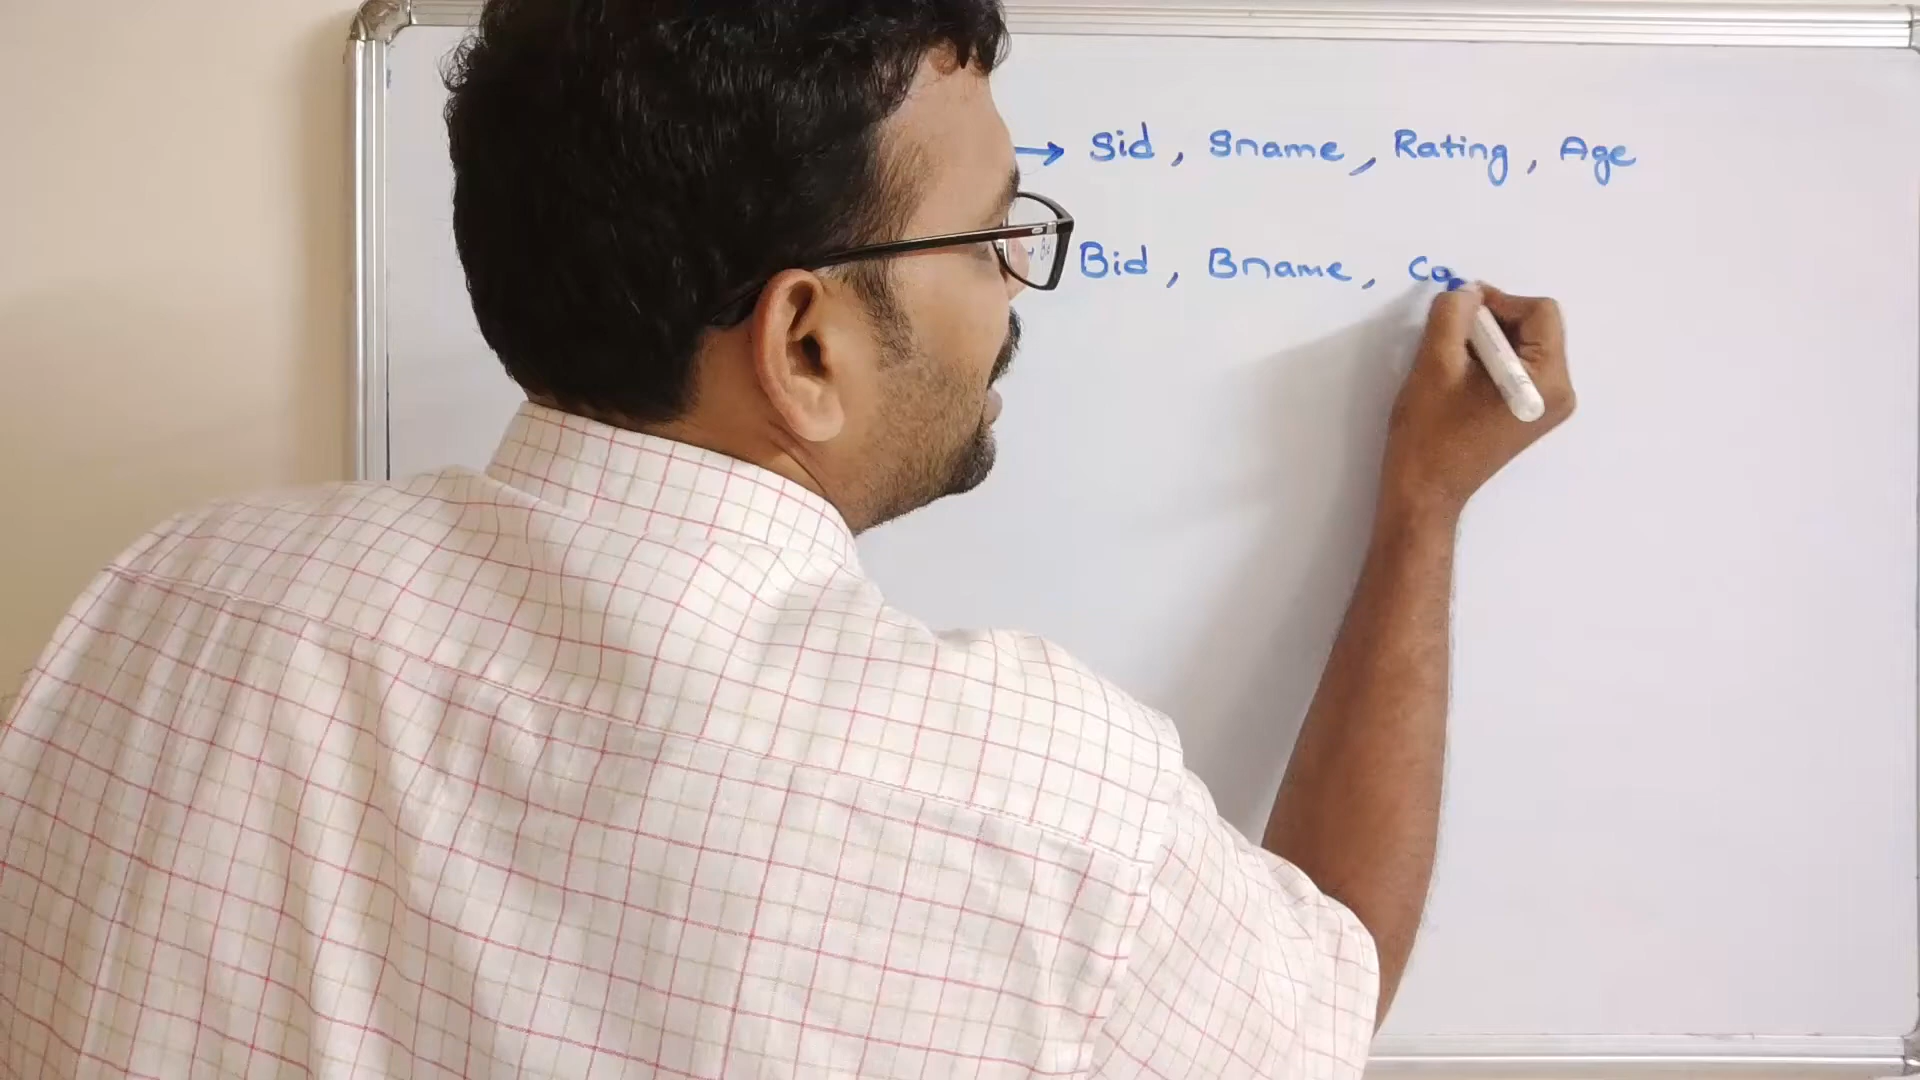 → Sid, Sname, Rating, Age
Bid, Bname, Co